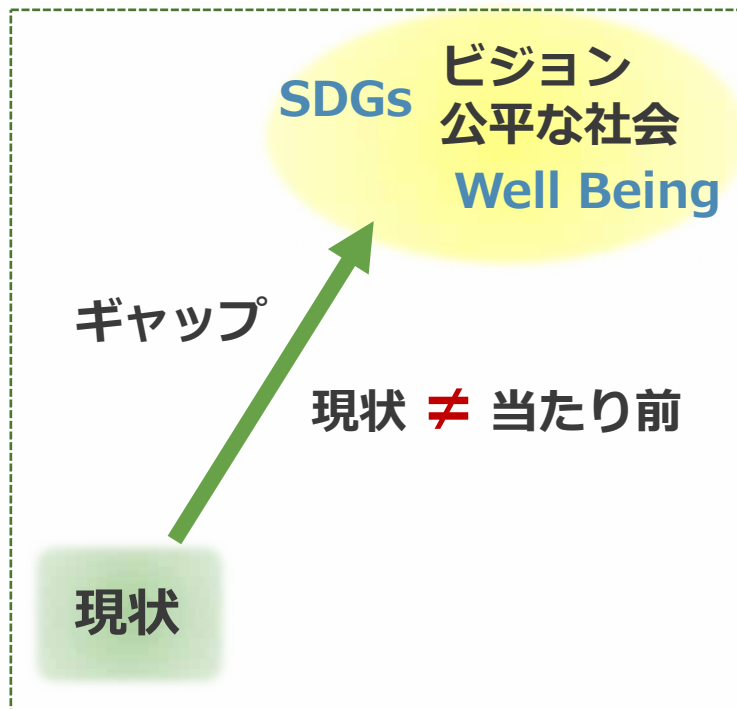 ビジョン
SDGs
公平な社会
Well Being
ギャップ
現状 ≠ 当たり前
現状